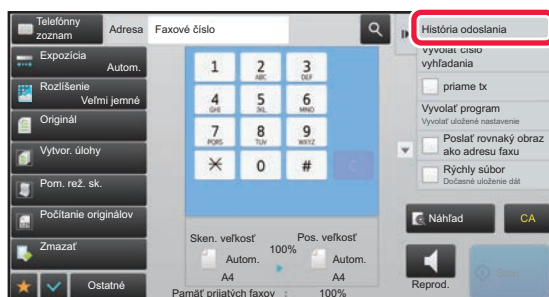 Telefónny
zoznam
Adresa
Faxové číslo
História odoslania
Expozícia
Autom.
Rozlíšenie
Veľmi jemné
Originál
Vytvor. úlohy
Pom. rež. sk.
Počítanie originálov
Zmazať
Ostatné
1
2
ABC
3
DEF
4
GHI
5
JKL
6
MNO
7
PQRS
8
TUV
9
WXYZ
0
#
C
Sken. veľkosť
100%
Pos. veľkosť
Autom.
A4
Autom.
A4
Pamäť prijatých faxov : 100%
Vyvolať číslo
vyhľadania
priame tx
Vyvolať program
Vyvolať uložené nastavenie
Poslať rovnaký obraz
ako adresu faxu
Rýchly súbor
Dočasné uloženie dát
Náhľad
CA
Reprod.
Štart